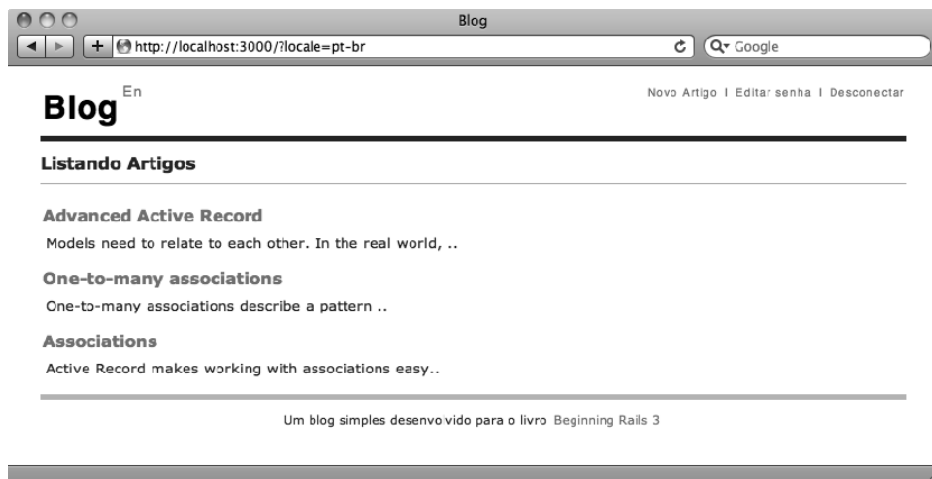 Blog
http://localhost:3000/?locale=pt-br
Google
Blog En
Novo Artigo | Editar senha | Desconectar
Listando Artigos
Advanced Active Record
Models need to relate to each other. In the real world, ..
One-to-many associations
One-to-many associations describe a pattern ..
Associations
Active Record makes working with associations easy..
Um blog simples desenvolvido para o livro Beginning Rails 3